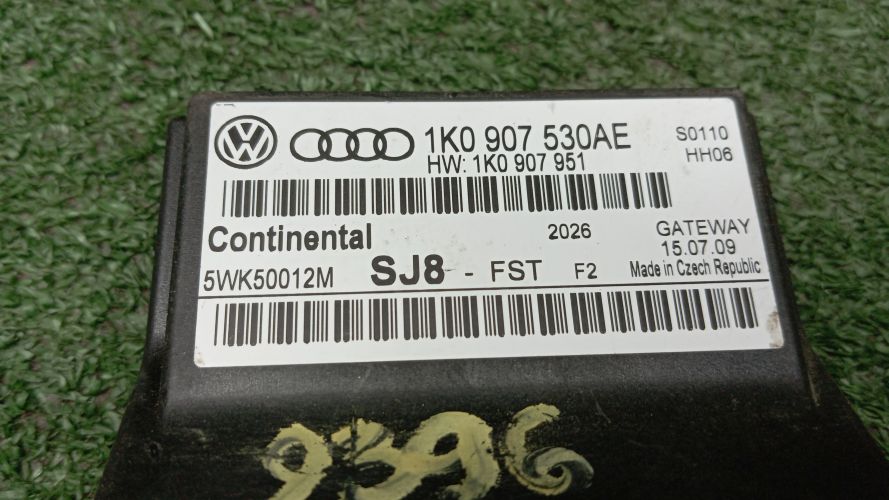 1K0 907 530AE S0110
HW: 1K0 907 951 HH06
Continental 2026 GATEWAY
15.07.09
5WK50012M SJ8 - FST F2 Made in Czech Republic
9396